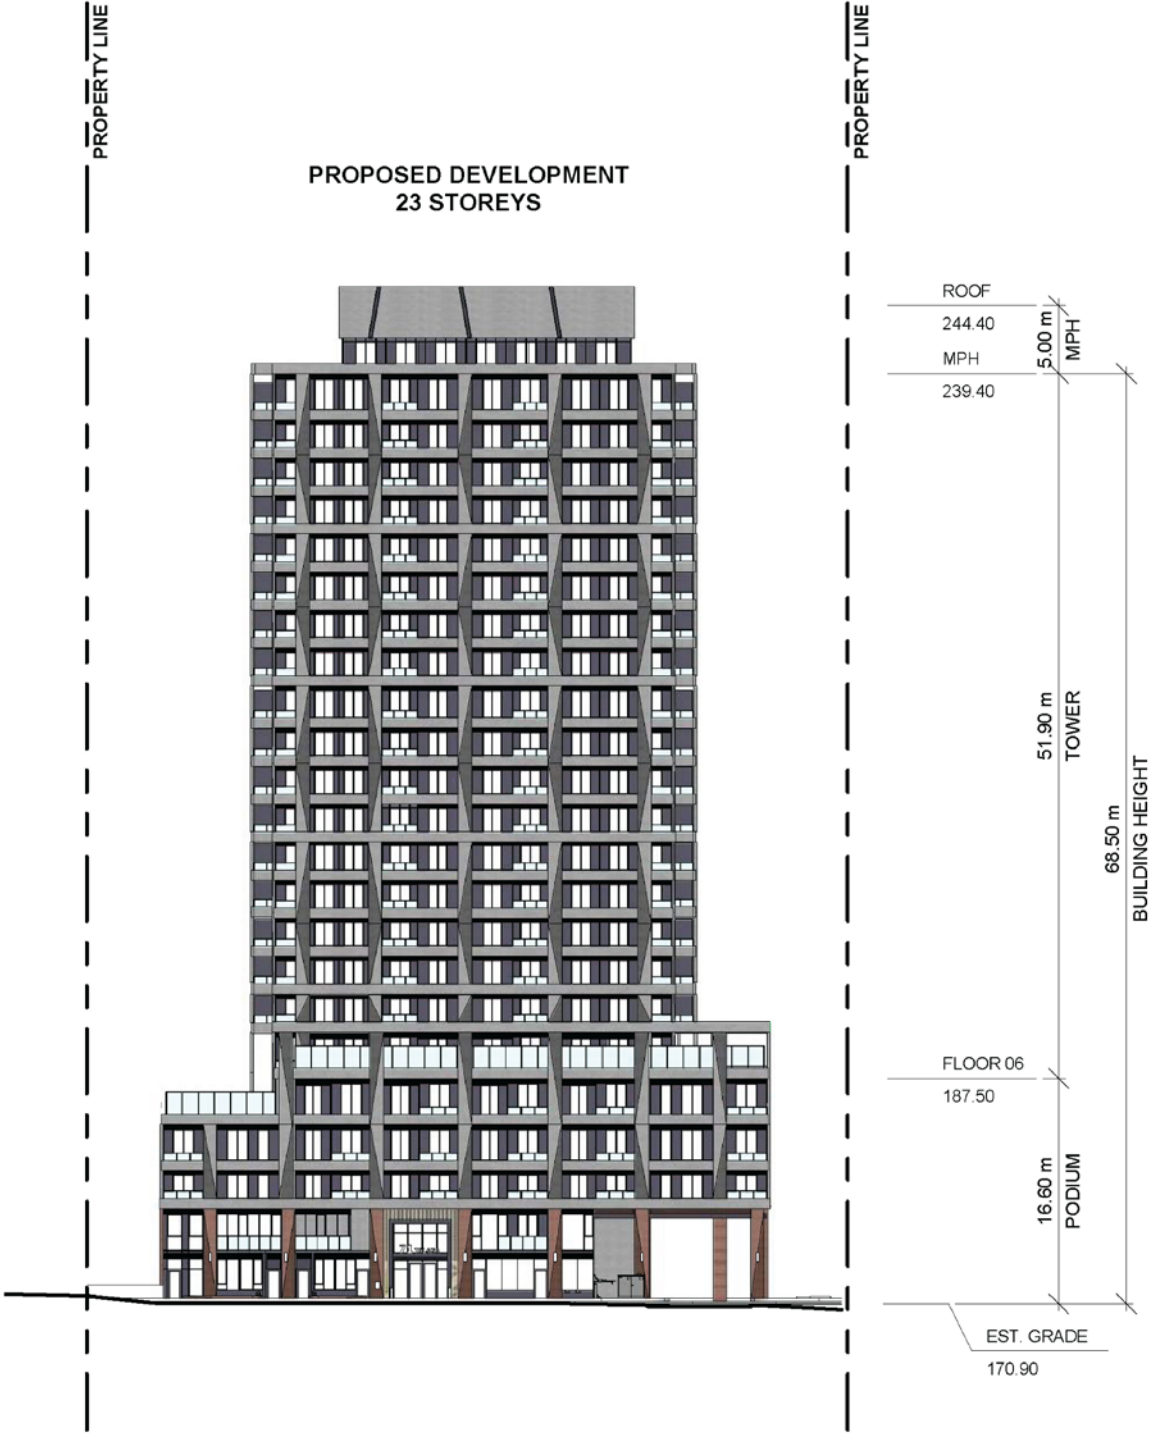 PROPERTY LINE
PROPERTY LINE
PROPOSED DEVELOPMENT
23 STOREYS
ROOF
244.40
5.00 m
MPH
MPH
239.40
51.90 m
TOWER
68.50 m
BUILDING HEIGHT
FLOOR 06
187.50
16.60 m
PODIUM
EST. GRADE
170.90